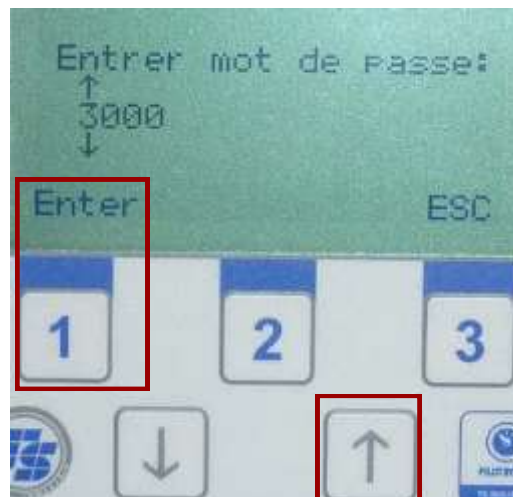 Entrer mot de passe:
↑
3000
↓
Enter ESC
1 2 3
↓ ↑